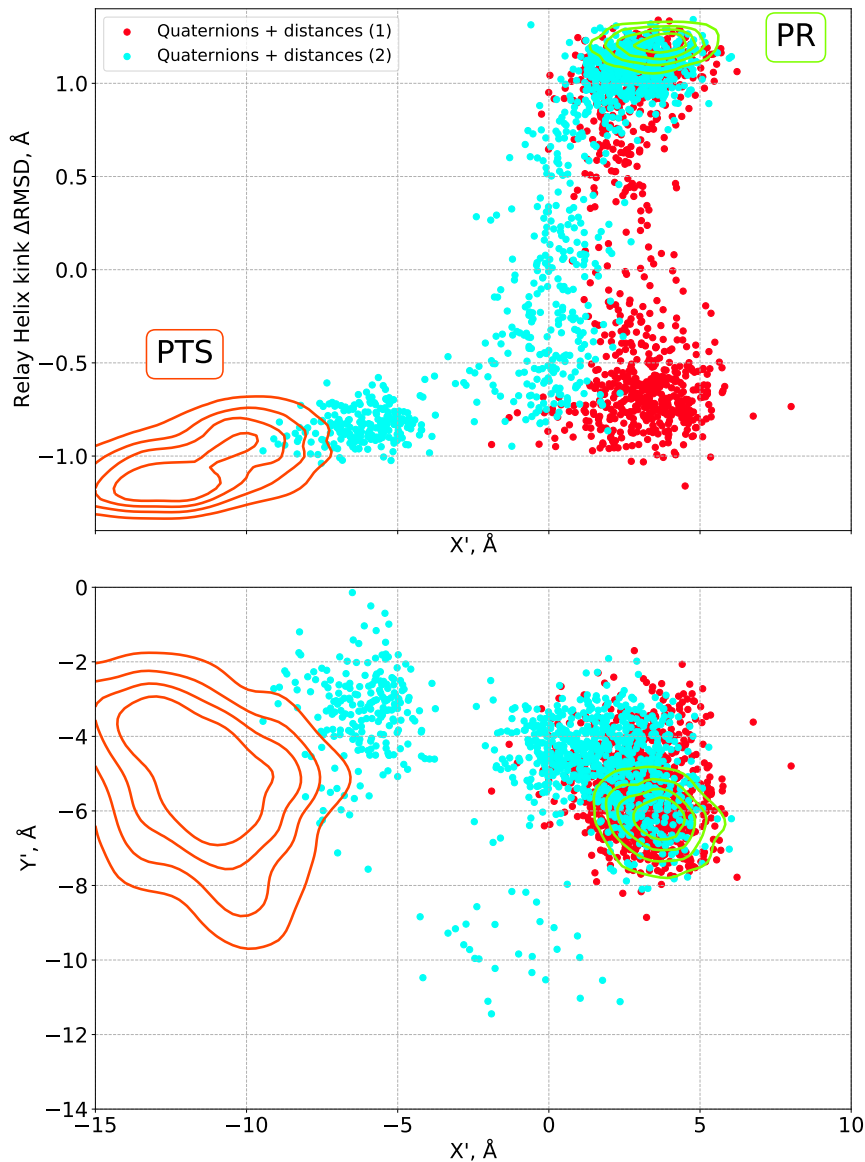 Quaternions + distances (1)
Quaternions + distances (2)
PR
PTS
1.0
0.5
0.0
−0.5
−1.0
Relay Helix kink ΔRMSD, Å
X', Å
0
−2
−4
−6
−8
−10
−12
−14
Y', Å
−15
−10
−5
0
5
10
X', Å